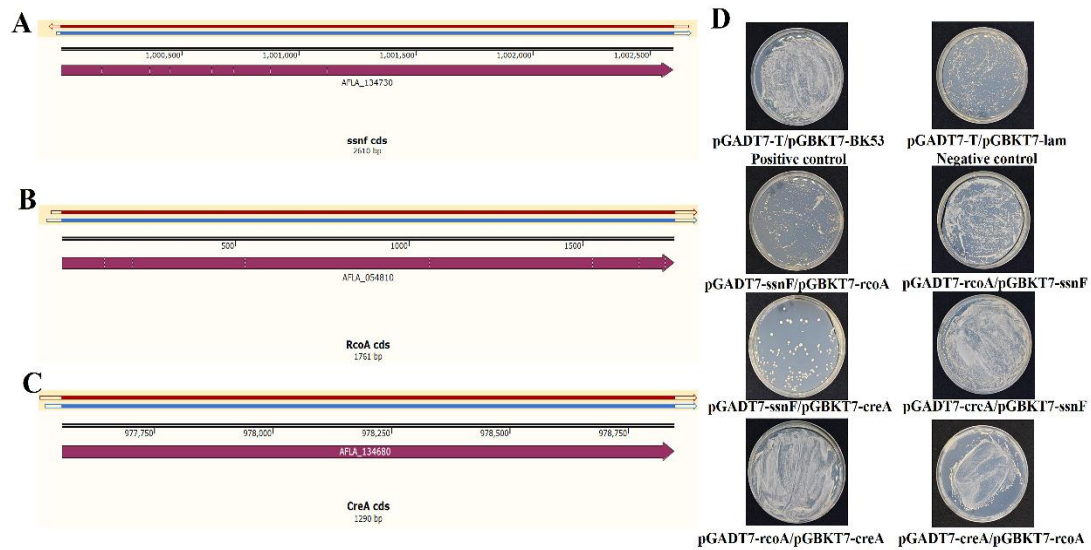 A
1,000,500
1,001,000
1,001,500
1,002,000
1,002,500
AFLA_134730
ssnf cds
2610 bp
B
500
1000
1500
AFLA_054810
RcoA cds
1761 bp
C
977,750
978,000
978,250
978,500
978,750
AFLA_134680
CreA cds
1290 bp
D
pGADT7-T/pGBKT7-BK53
Positive control
pGADT7-T/pGBKT7-lam
Negative control
pGADT7-ssnF/pGBKT7-rcoA
pGADT7-rcoA/pGBKT7-ssnF
pGADT7-ssnF/pGBKT7-creA
pGADT7-creA/pGBKT7-ssnF
pGADT7-rcoA/pGBKT7-creA
pGADT7-creA/pGBKT7-rcoA